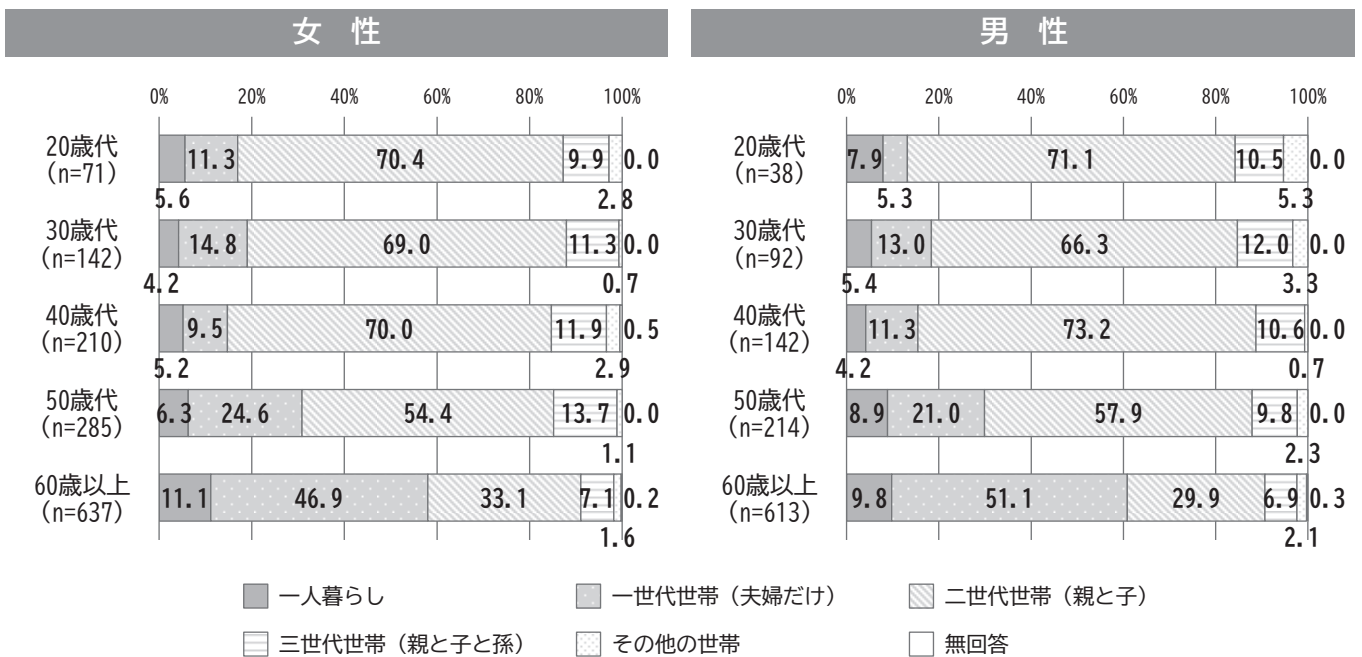 女 性
0% 20% 40% 60% 80% 100%
20歳代
(n=71)
11.3 70.4 9.9 0.0
5.6 2.8
30歳代
(n=142)
14.8 69.0 11.3 0.0
4.2 0.7
40歳代
(n=210)
9.5 70.0 11.9 0.5
5.2 2.9
50歳代
(n=285)
6.3 24.6 54.4 13.7 0.0
1.1
60歳以上
(n=637)
11.1 46.9 33.1 7.1 0.2
1.6
男 性
0% 20% 40% 60% 80% 100%
20歳代
(n=38)
7.9 71.1 10.5 0.0
5.3 5.3
30歳代
(n=92)
13.0 66.3 12.0 0.0
5.4 3.3
40歳代
(n=142)
11.3 73.2 10.6 0.0
4.2 0.7
50歳代
(n=214)
8.9 21.0 57.9 9.8 0.0
2.3
60歳以上
(n=613)
9.8 51.1 29.9 6.9 0.3
2.1
一人暮らし 一世代世帯（夫婦だけ） 二世代世帯（親と子）
三世代世帯（親と子と孫） その他の世帯 無回答